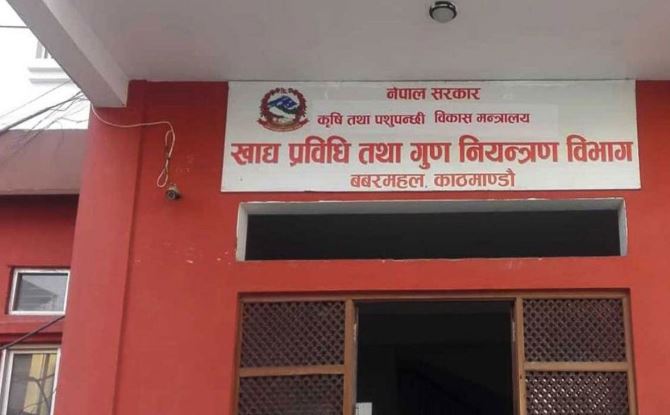 नेपाल सरकार
कृषि तथा पशुपन्छी विकास मन्त्रालय
खाद्य प्रविधि तथा गुण नियन्त्रण विभाग
बबरमहल, काठमाण्डौ